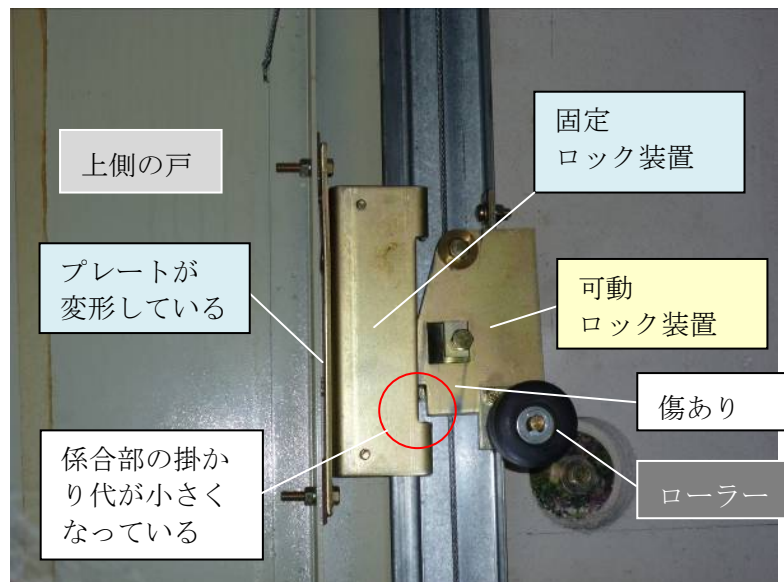 上側の戸
固定
ロック装置
プレートが
変形している
可動
ロック装置
傷あり
係合部の掛か
り代が小さく
なっている
ローラー